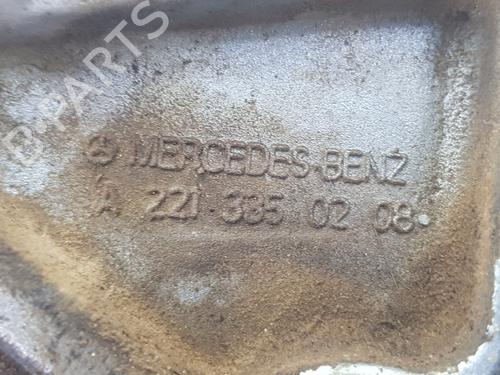 B-PARTS
MERCEDES-BENZ
A 221 335 02 08